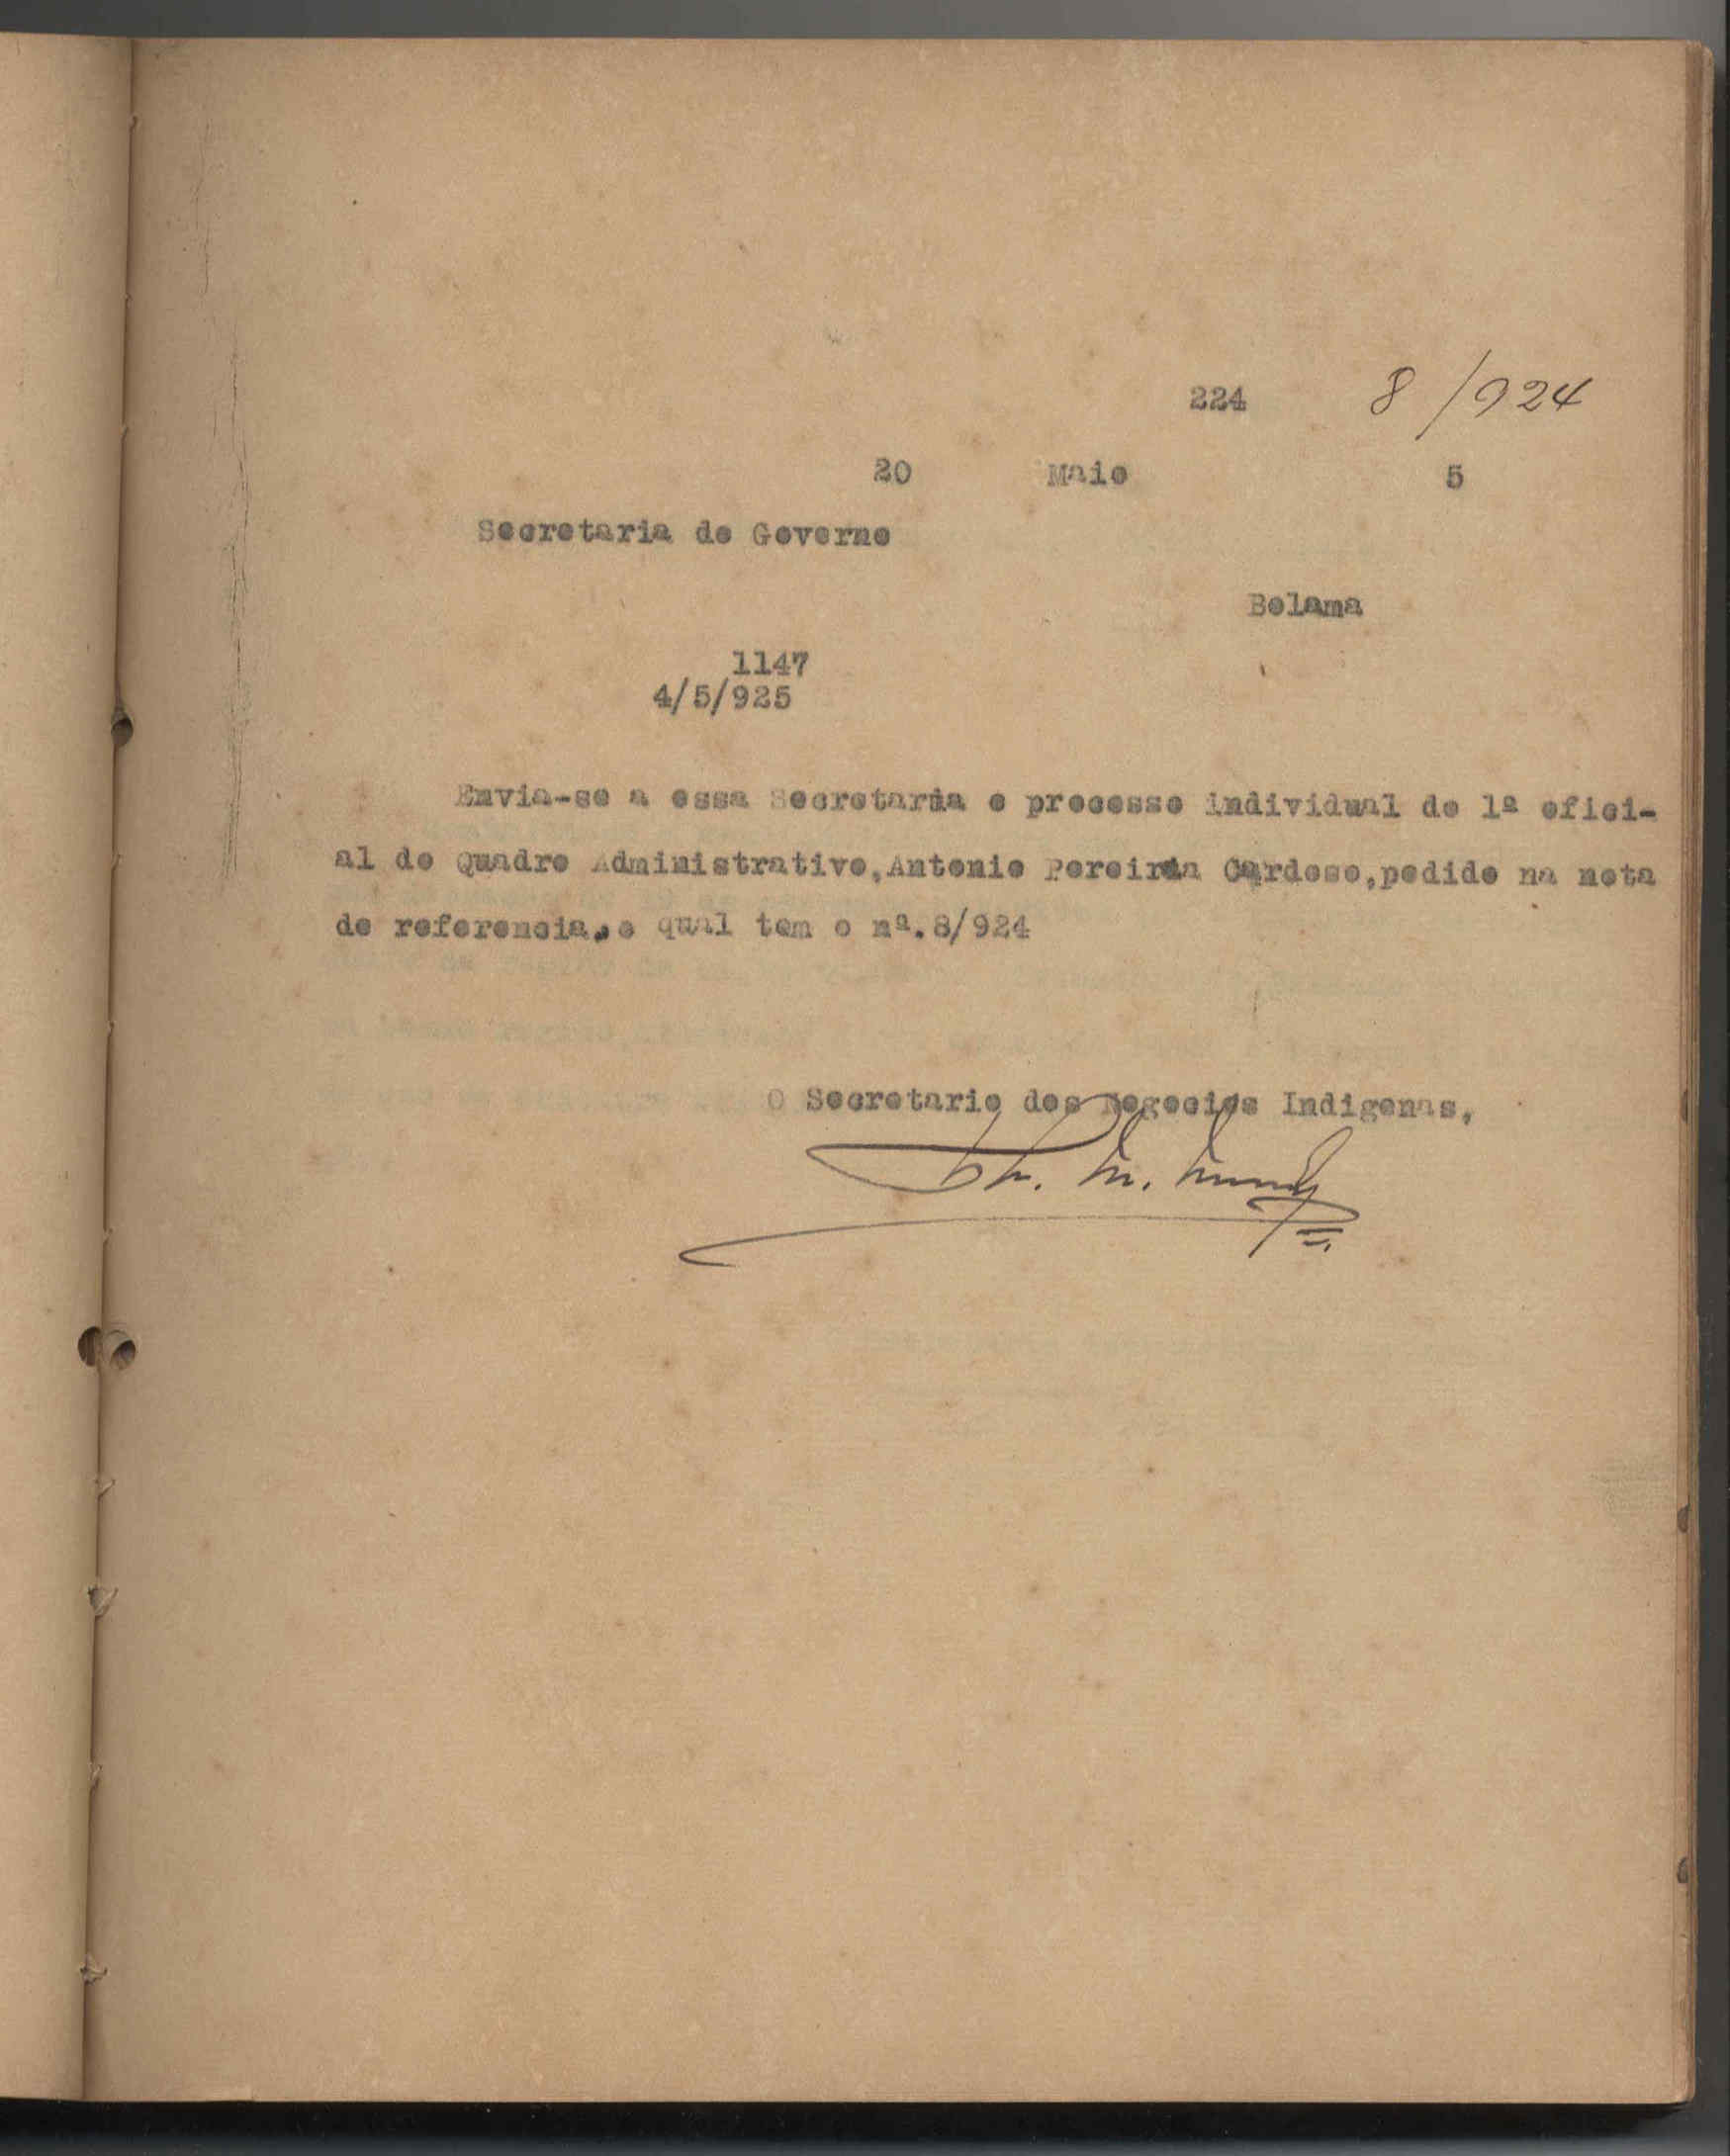 224 8/924
20 Maio 5
Secretaria do Governo
Bolama
1147
4/5/925
Envia-se a essa Secretaria o processo individual do 1º ofici-
al do Quadro Administrativo,Antonio Pereira Cardoso,pedido na nota
de referencia,o qual tem o nº.8/924
O Secretario dos Negocios Indigenas,